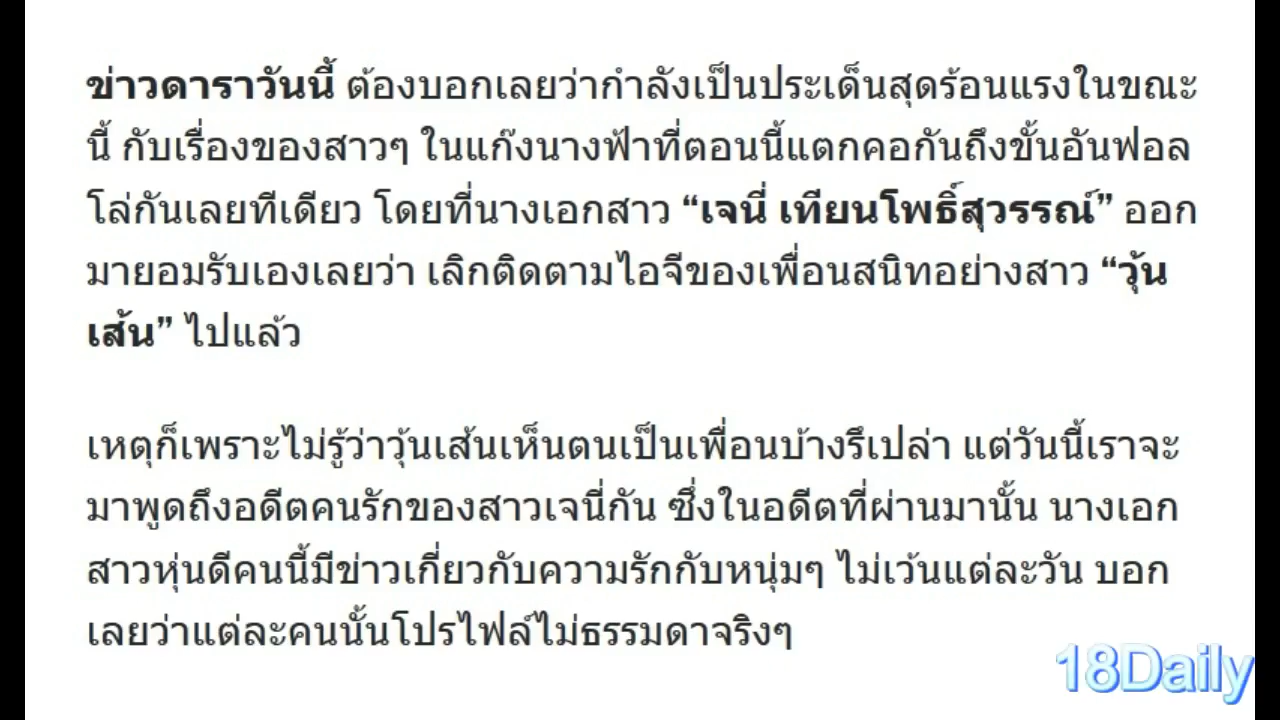 ข่าวดาราวันนี้ ต้องบอกเลยว่ากำลังเป็นประเด็นสุดร้อนแรงในขณะ
นี้ กับเรื่องของสาวๆ ในแก๊งนางฟ้าที่ตอนนี้แตกคอกันถึงขั้นอันฟอล
โล่กันเลยทีเดียว โดยที่นางเอกสาว “เจนี่ เทียนโพธิ์สุวรรณ์” ออก
มายอมรับเองเลยว่า เลิกติดตามไอจีของเพื่อนสนิทอย่างสาว “วุ้น
เส้น” ไปแล้ว
เหตุก็เพราะไม่รู้ว่าวุ้นเส้นเห็นตนเป็นเพื่อนบ้างรึเปล่า แต่วันนี้เราจะ
มาพูดถึงอดีตคนรักของสาวเจนี่กัน ซึ่งในอดีตที่ผ่านมานั้น นางเอก
สาวหุ่นดีคนนี้มีข่าวเกี่ยวกับความรักกับหนุ่มๆ ไม่เว้นแต่ละวัน บอก
เลยว่าแต่ละคนนั้นโปรไฟล์ไม่ธรรมดาจริงๆ
18Daily